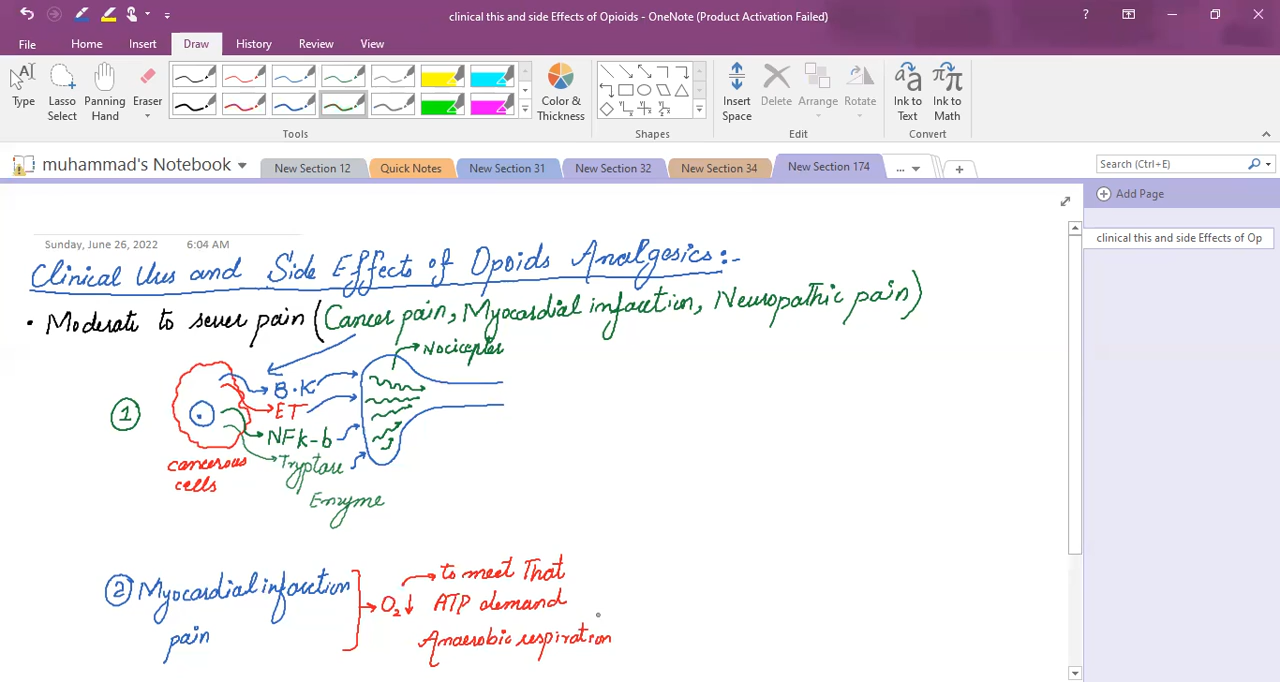 clinical this and side Effects of Opioids - OneNote (Product Activation Failed)
File Home Insert Draw History Review View
Type Lasso Select Panning Hand Eraser Color & Thickness Insert Space Delete Arrange Rotate Ink to Text Ink to Math
Tools Shapes Edit Convert
muhammad's Notebook New Section 12 Quick Notes New Section 31 New Section 32 New Section 34 New Section 174 ... Search (Ctrl+E)
Add Page
clinical this and side Effects of Op
Sunday, June 26, 2022 6:04 AM
Clinical Uses and Side Effects of Opoids Analgesics :-
• Moderate to sever pain (Cancer pain, Myocardial infarction, Neuropathic pain)
Nociceptor
1
B.K
ET
NFk-b
Tryptase
Enzyme
cancerous
cells
2 Myocardial infarction
pain
O2↓
to meet That
ATP demand
Anaerobic respiration